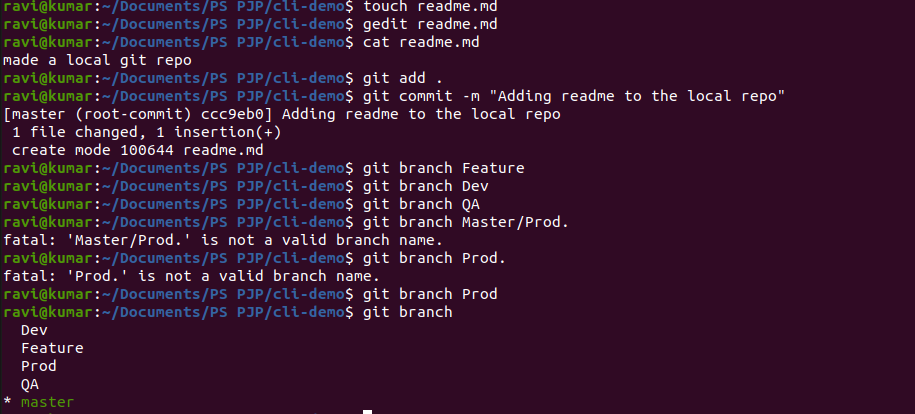 ravi@kumar:~/Documents/PS PJP/cli-demo$ touch readme.md
ravi@kumar:~/Documents/PS PJP/cli-demo$ gedit readme.md
ravi@kumar:~/Documents/PS PJP/cli-demo$ cat readme.md
made a local git repo
ravi@kumar:~/Documents/PS PJP/cli-demo$ git add .
ravi@kumar:~/Documents/PS PJP/cli-demo$ git commit -m "Adding readme to the local repo"
[master (root-commit) ccc9eb0] Adding readme to the local repo
 1 file changed, 1 insertion(+)
 create mode 100644 readme.md
ravi@kumar:~/Documents/PS PJP/cli-demo$ git branch Feature
ravi@kumar:~/Documents/PS PJP/cli-demo$ git branch Dev
ravi@kumar:~/Documents/PS PJP/cli-demo$ git branch QA
ravi@kumar:~/Documents/PS PJP/cli-demo$ git branch Master/Prod.
fatal: 'Master/Prod.' is not a valid branch name.
ravi@kumar:~/Documents/PS PJP/cli-demo$ git branch Prod.
fatal: 'Prod.' is not a valid branch name.
ravi@kumar:~/Documents/PS PJP/cli-demo$ git branch Prod
ravi@kumar:~/Documents/PS PJP/cli-demo$ git branch
  Dev
  Feature
  Prod
  QA
* master